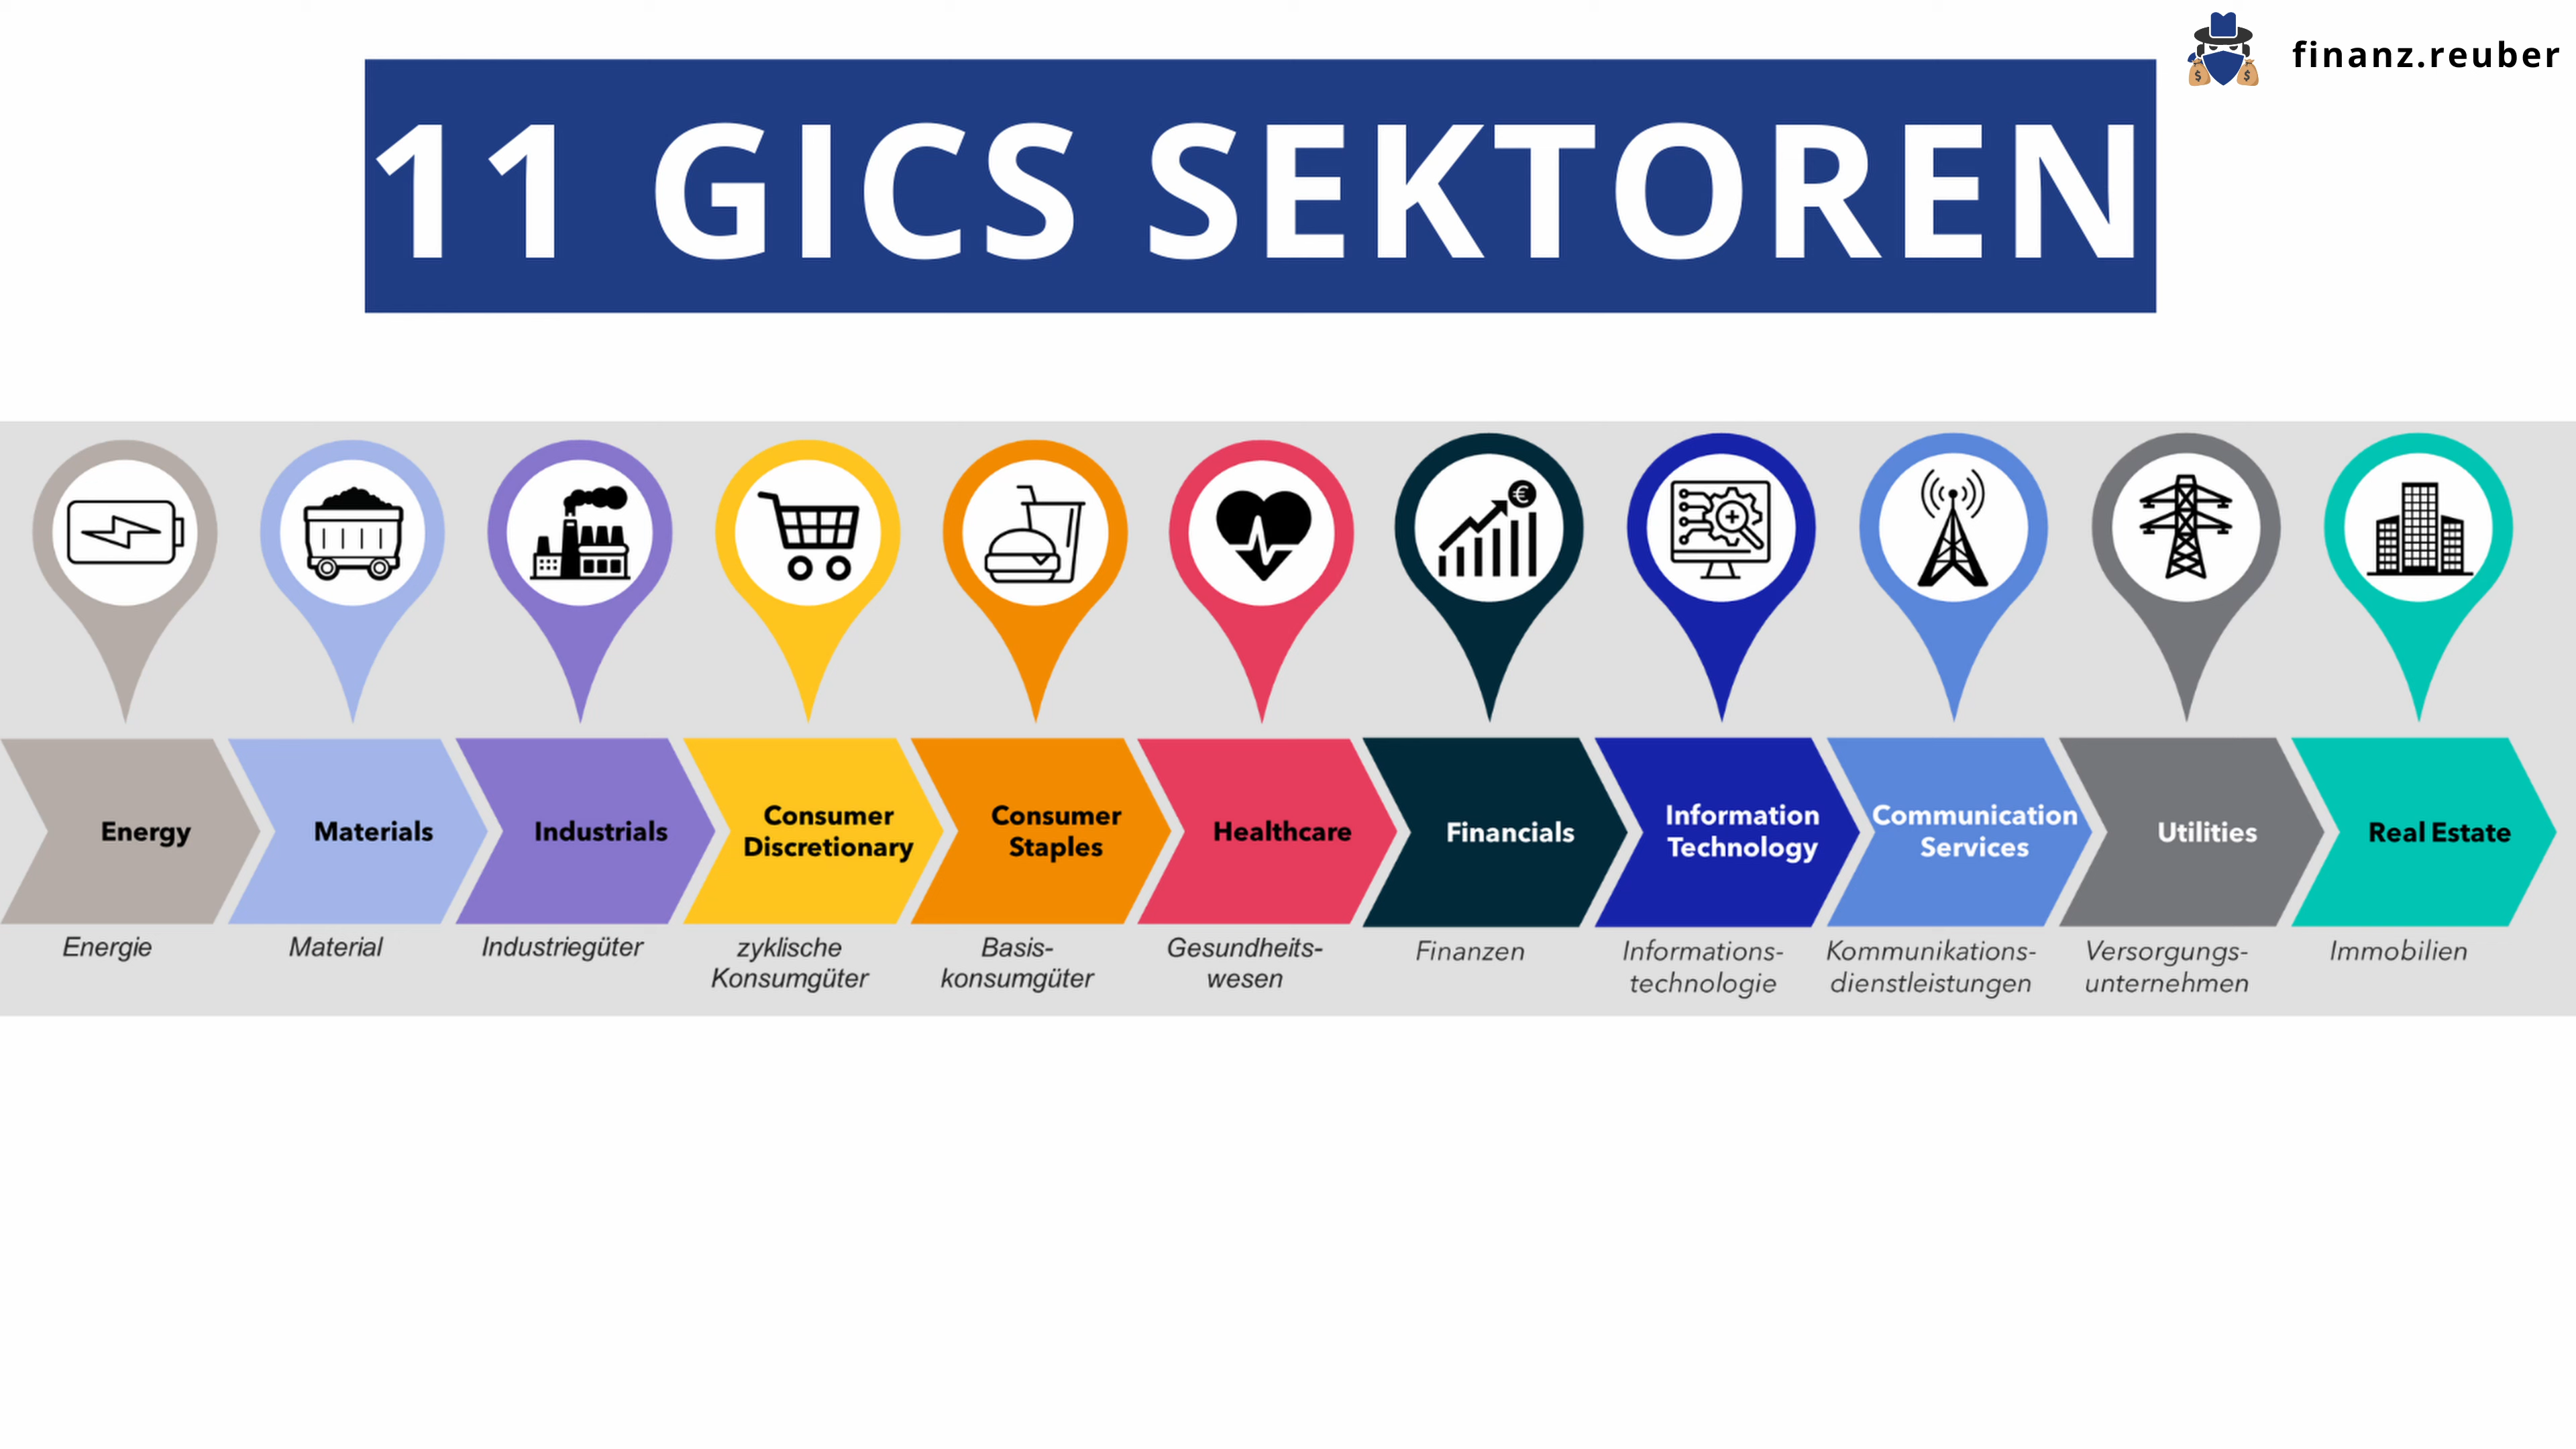 finanz.reuber
11 GICS SEKTOREN
€
Energy
Materials
Industrials
Consumer
Discretionary
Consumer
Staples
Healthcare
Financials
Information
Technology
Communication
Services
Utilities
Real Estate
Energie
Material
Industriegüter
zyklische
Konsumgüter
Basis-
konsumgüter
Gesundheits-
wesen
Finanzen
Informations-
technologie
Kommunikations-
dienstleistungen
Versorgungs-
unternehmen
Immobilien